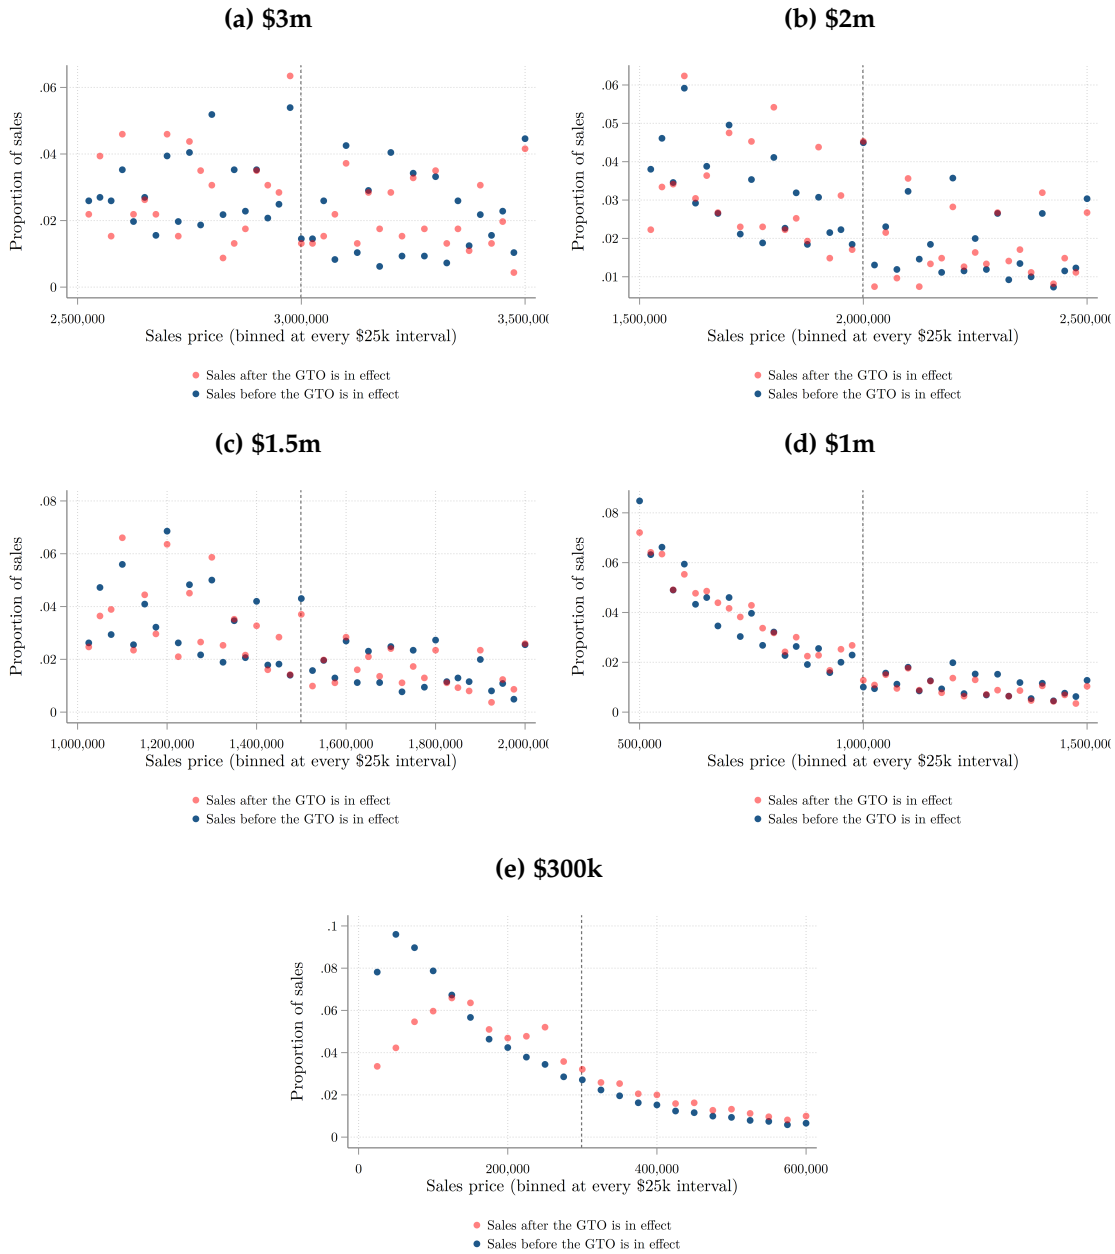 (a) $3m
Proportion of sales
.06
.04
.02
0
2,500,000
3,000,000
3,500,000
Sales price (binned at every $25k interval)
Sales after the GTO is in effect
Sales before the GTO is in effect
(b) $2m
Proportion of sales
.06
.05
.04
.03
.02
.01
1,500,000
2,000,000
2,500,000
Sales price (binned at every $25k interval)
Sales after the GTO is in effect
Sales before the GTO is in effect
(c) $1.5m
Proportion of sales
.08
.06
.04
.02
0
1,000,000
1,200,000
1,400,000
1,600,000
1,800,000
2,000,000
Sales price (binned at every $25k interval)
Sales after the GTO is in effect
Sales before the GTO is in effect
(d) $1m
Proportion of sales
.08
.06
.04
.02
0
500,000
1,000,000
1,500,000
Sales price (binned at every $25k interval)
Sales after the GTO is in effect
Sales before the GTO is in effect
(e) $300k
Proportion of sales
.1
.08
.06
.04
.02
0
0
200,000
400,000
600,000
Sales price (binned at every $25k interval)
Sales after the GTO is in effect
Sales before the GTO is in effect